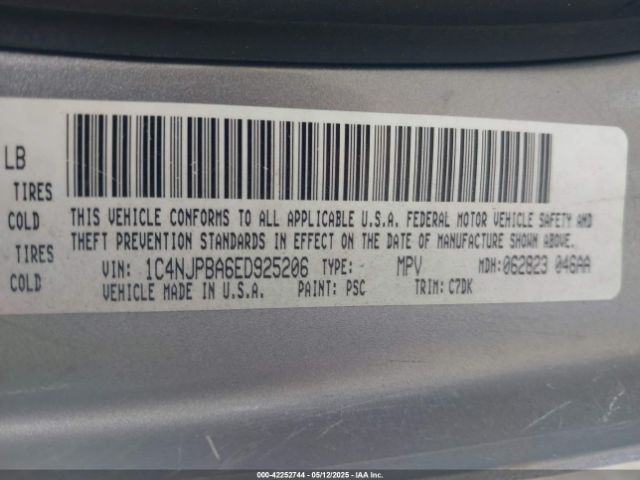 LB
TIRES
COLD
TIRES
COLD
THIS VEHICLE CONFORMS TO ALL APPLICABLE U.S.A. FEDERAL MOTOR VEHICLE SAFETY AND
THEFT PREVENTION STANDARDS IN EFFECT ON THE DATE OF MANUFACTURE SHOWN ABOVE.
VIN: 1C4NJPBA6ED925206 TYPE: MPV MDH:062823 046AA
VEHICLE MADE IN U.S.A. PAINT: PSC TRIM: C7DK
000-42252744 - 05/12/2025 - IAAI.COM